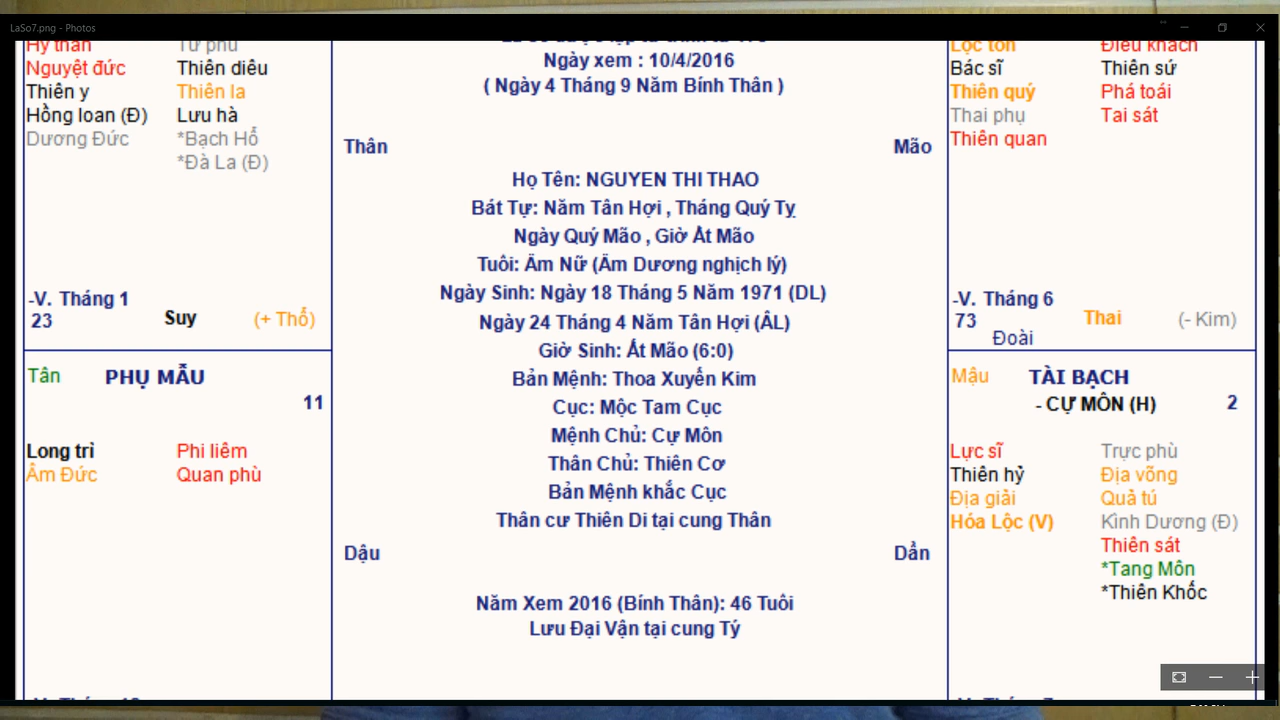 LaSo7.png - Photos
Hỷ thần
Nguyệt đức
Thiên y
Hồng loan (Đ)
Dương Đức
Tử phù
Thiên diêu
Thiên la
Lưu hà
*Bạch Hổ
*Đà La (Đ)
-V. Tháng 1
23
Suy
(+ Thổ)
Tân
PHỤ MẪU
11
Long trì
Âm Đức
Phi liêm
Quan phù
Ngày xem : 10/4/2016
( Ngày 4 Tháng 9 Năm Bính Thân )
Thân
Mão
Họ Tên: NGUYEN THI THAO
Bát Tự: Năm Tân Hợi , Tháng Quý Tỵ
Ngày Quý Mão , Giờ Ất Mão
Tuổi: Âm Nữ (Âm Dương nghịch lý)
Ngày Sinh: Ngày 18 Tháng 5 Năm 1971 (DL)
Ngày 24 Tháng 4 Năm Tân Hợi (ÂL)
Giờ Sinh: Ất Mão (6:0)
Bản Mệnh: Thoa Xuyến Kim
Cục: Mộc Tam Cục
Mệnh Chủ: Cự Môn
Thân Chủ: Thiên Cơ
Bản Mệnh khắc Cục
Thân cư Thiên Di tại cung Thân
Dậu
Dần
Năm Xem 2016 (Bính Thân): 46 Tuổi
Lưu Đại Vận tại cung Tý
Lộc tồn
Bác sĩ
Thiên quý
Thai phụ
Thiên quan
Điếu khách
Thiên sứ
Phá toái
Tai sát
-V. Tháng 6
73
Đoài
Thai
(- Kim)
Mậu
TÀI BẠCH
- CỰ MÔN (H)
2
Lực sĩ
Thiên hỷ
Địa giải
Hóa Lộc (V)
Trực phù
Địa võng
Quả tú
Kình Dương (Đ)
Thiên sát
*Tang Môn
*Thiên Khốc